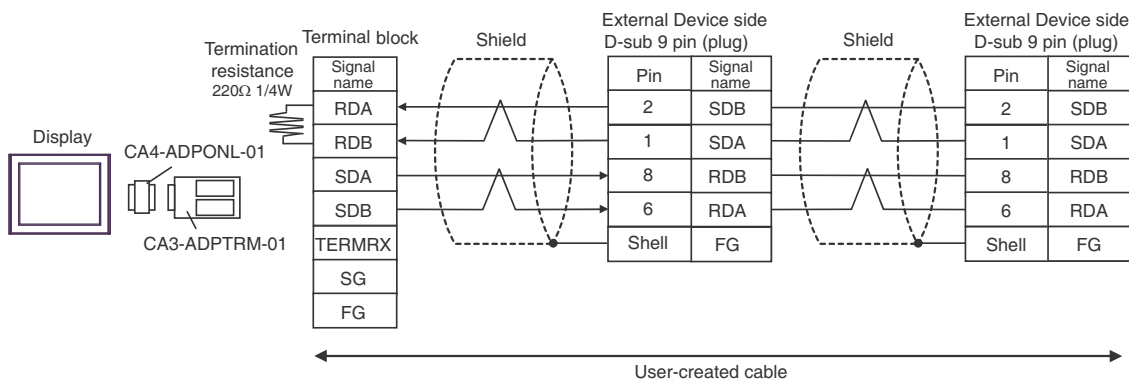 Display
CA4-ADPONL-01
CA3-ADPTRM-01
Termination
resistance
220Ω 1/4W
Terminal block
Signal
name
RDA
RDB
SDA
SDB
TERMRX
SG
FG
Shield
External Device side
D-sub 9 pin (plug)
Pin Signal
name
2 SDB
1 SDA
8 RDB
6 RDA
Shell FG
Shield
External Device side
D-sub 9 pin (plug)
Pin Signal
name
2 SDB
1 SDA
8 RDB
6 RDA
Shell FG
User-created cable